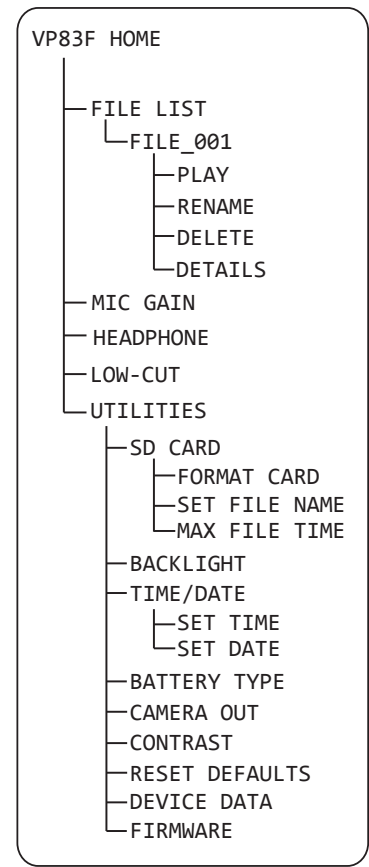 VP83F HOME
FILE LIST
FILE_001
PLAY
RENAME
DELETE
DETAILS
MIC GAIN
HEADPHONE
LOW-CUT
UTILITIES
SD CARD
FORMAT CARD
SET FILE NAME
MAX FILE TIME
BACKLIGHT
TIME/DATE
SET TIME
SET DATE
BATTERY TYPE
CAMERA OUT
CONTRAST
RESET DEFAULTS
DEVICE DATA
FIRMWARE